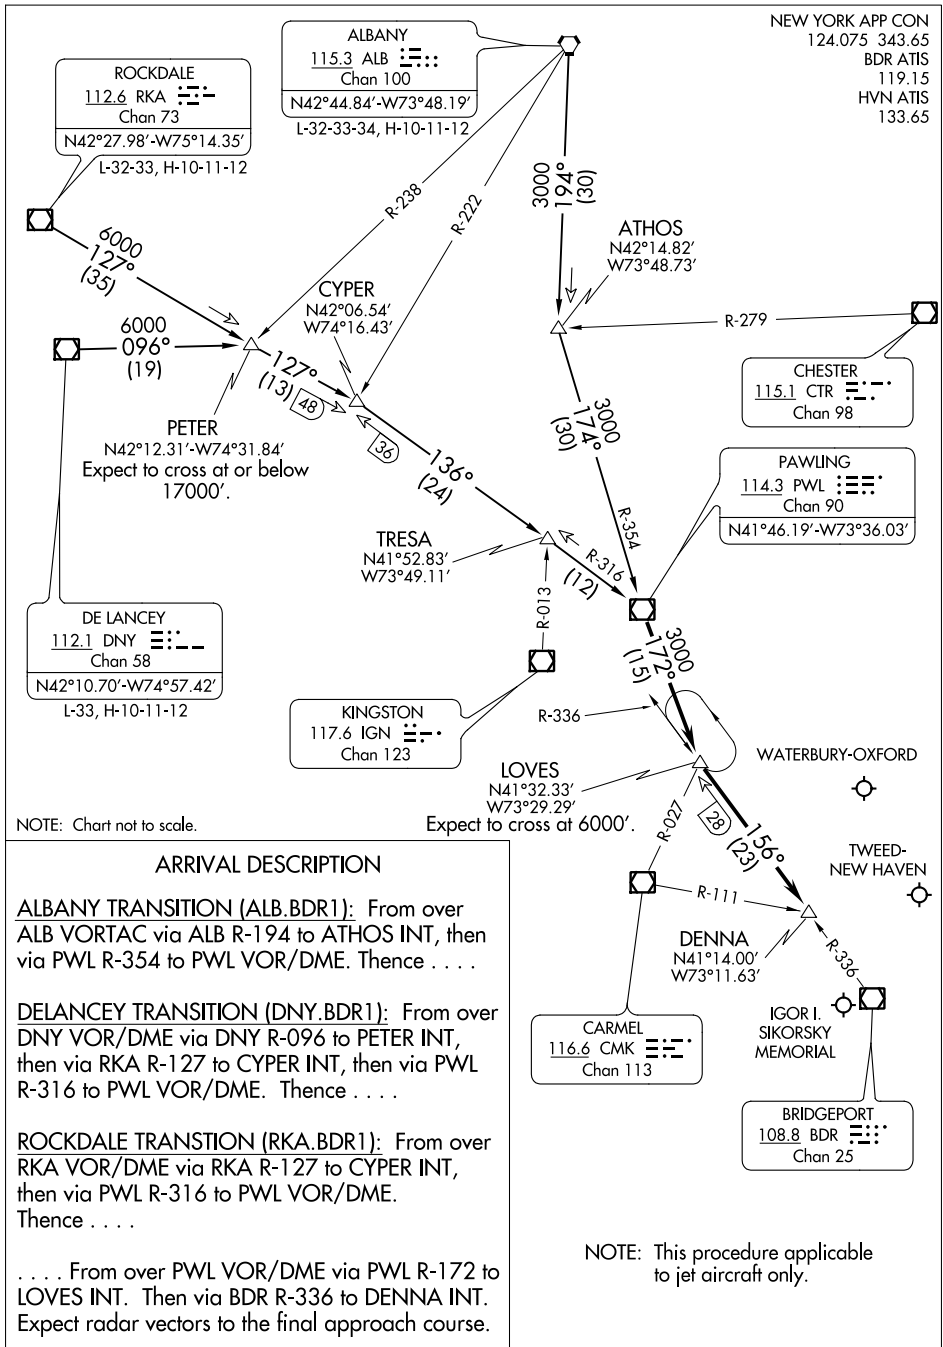 NEW YORK APP CON
124.075 343.65
BDR ATIS
119.15
HVN ATIS
133.65
ALBANY
115.3 ALB
Chan 100
N42°44.84'-W73°48.19'
L-32-33-34, H-10-11-12
ROCKDALE
112.6 RKA
Chan 73
N42°27.98'-W75°14.35'
L-32-33, H-10-11-12
R-238
R-222
3000
194°
(30)
6000
127°
(35)
ATHOS
N42°14.82'
W73°48.73'
CYPER
N42°06.54'
W74°16.43'
R-279
6000
096°
(19)
127°
(13)
48
36
CHESTER
115.1 CTR
Chan 98
3000
174°
(30)
PETER
N42°12.31'-W74°31.84'
Expect to cross at or below
17000'.
136°
(24)
PAWLING
114.3 PWL
Chan 90
N41°46.19'-W73°36.03'
R-354
TRESA
N41°52.83'
W73°49.11'
R-316
(12)
R-013
DE LANCEY
112.1 DNY
Chan 58
N42°10.70'-W74°57.42'
L-33, H-10-11-12
3000
172°
(15)
KINGSTON
117.6 IGN
Chan 123
R-336
LOVES
N41°32.33'
W73°29.29'
Expect to cross at 6000'.
WATERBURY-OXFORD
R-027
28
156°
(23)
TWEED-
NEW HAVEN
NOTE: Chart not to scale.
R-111
DENNA
N41°14.00'
W73°11.63'
R-336
IGOR I.
SIKORSKY
MEMORIAL
CARMEL
116.6 CMK
Chan 113
BRIDGEPORT
108.8 BDR
Chan 25
ARRIVAL DESCRIPTION
ALBANY TRANSITION (ALB.BDR1): From over
ALB VORTAC via ALB R-194 to ATHOS INT, then
via PWL R-354 to PWL VOR/DME. Thence . . . .
DELANCEY TRANSITION (DNY.BDR1): From over
DNY VOR/DME via DNY R-096 to PETER INT,
then via RKA R-127 to CYPER INT, then via PWL
R-316 to PWL VOR/DME. Thence . . . .
ROCKDALE TRANSTION (RKA.BDR1): From over
RKA VOR/DME via RKA R-127 to CYPER INT,
then via PWL R-316 to PWL VOR/DME.
Thence . . . .
. . . . From over PWL VOR/DME via PWL R-172 to
LOVES INT. Then via BDR R-336 to DENNA INT.
Expect radar vectors to the final approach course.
NOTE: This procedure applicable
to jet aircraft only.